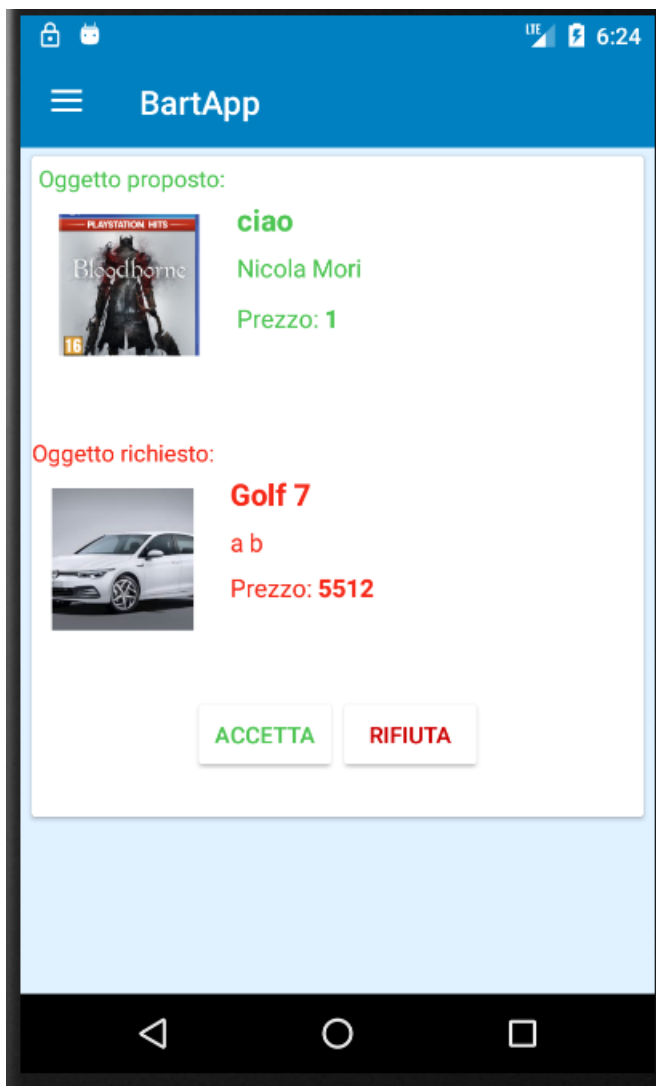 LTE 6:24
BartApp
Oggetto proposto:
PLAYSTATION HITS
Bloodborne
16
ciao
Nicola Mori
Prezzo: 1
Oggetto richiesto:
Golf 7
a b
Prezzo: 5512
ACCETTA RIFIUTA